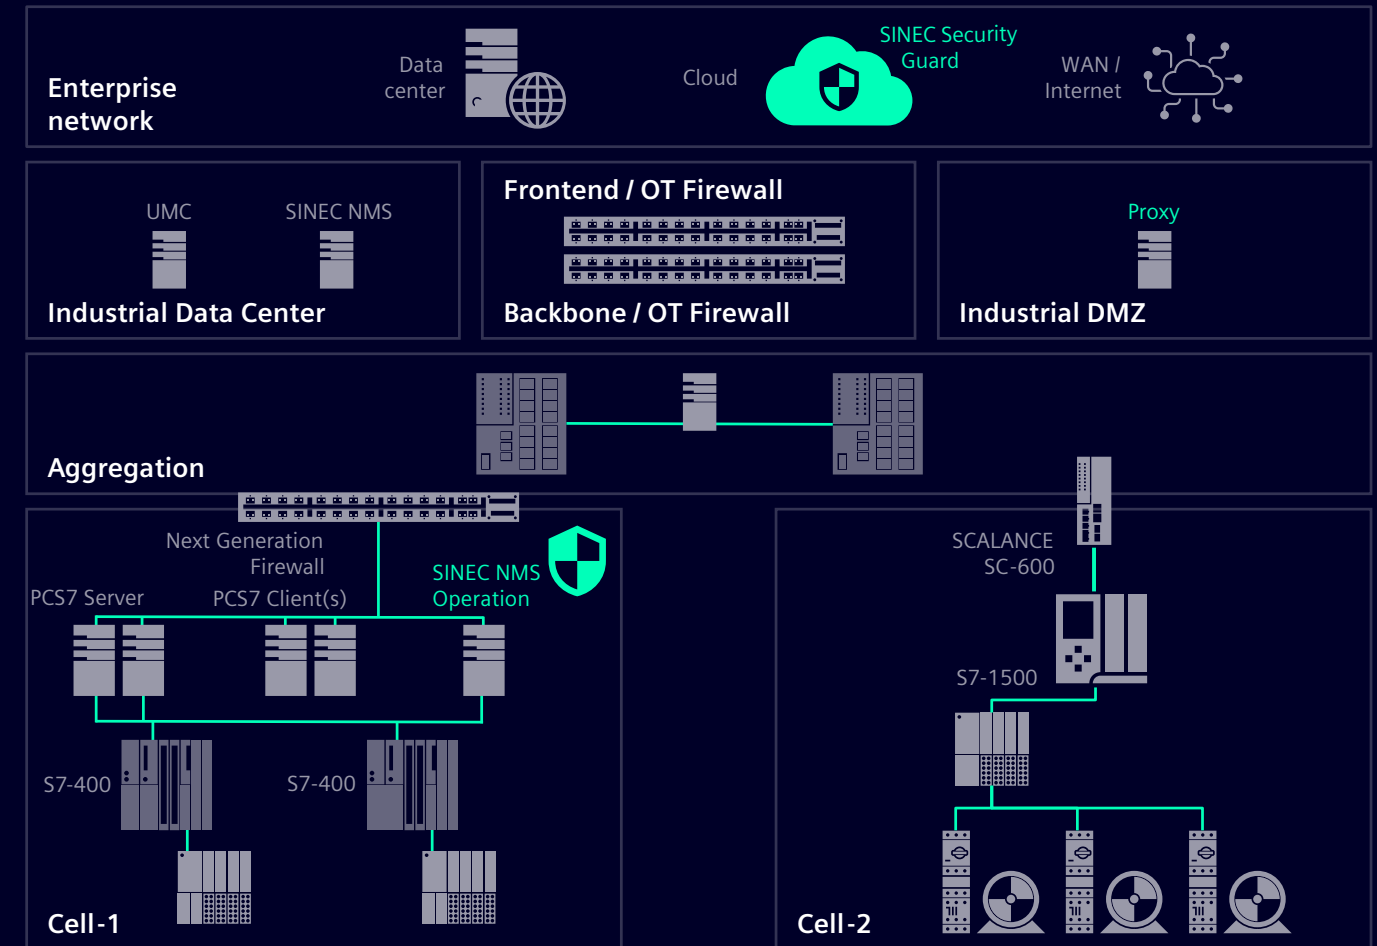 Enterprise
network
Data
center
Cloud
SINEC Security
Guard
WAN /
Internet
UMC
SINEC NMS
Industrial Data Center
Frontend / OT Firewall
Backbone / OT Firewall
Proxy
Industrial DMZ
Aggregation
Next Generation
Firewall
SINEC NMS
Operation
PCS7 Server
PCS7 Client(s)
S7-400
S7-400
Cell-1
SCALANCE
SC-600
S7-1500
Cell-2